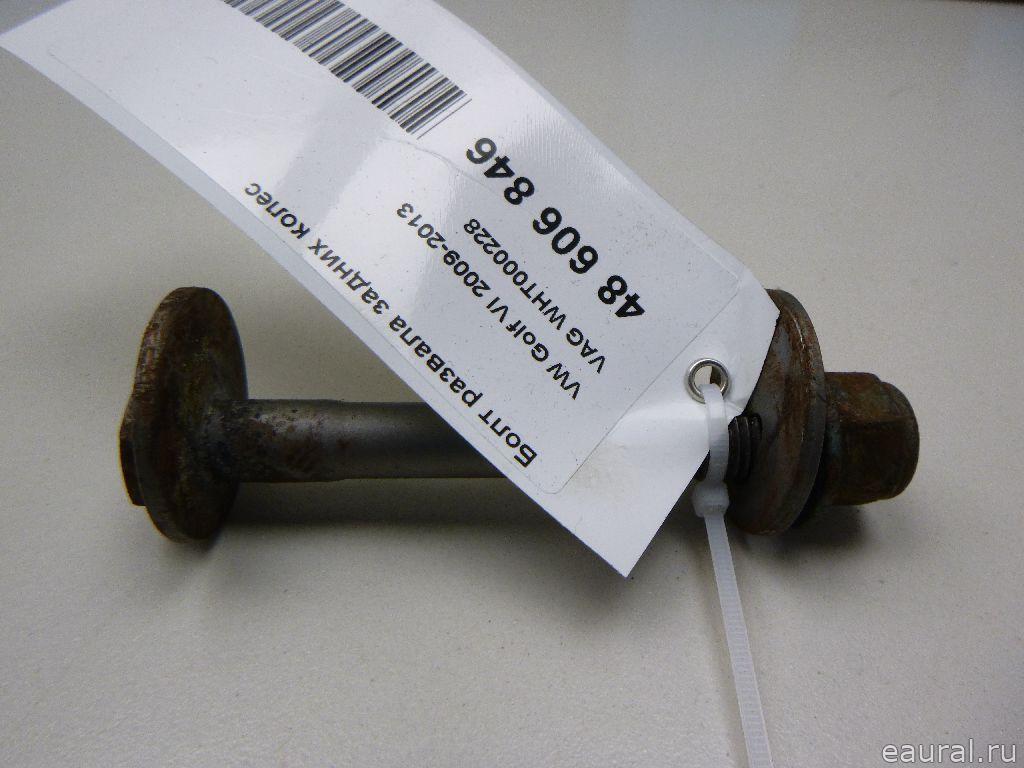 48 606 846
VAG WHT000228
VW Golf VI 2009-2013
Болт развала задних колес
eaural.ru